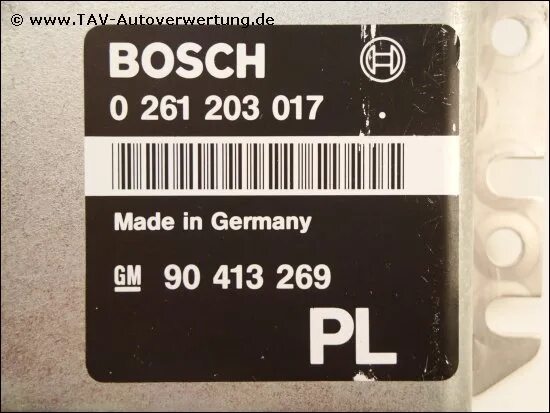 © www.TAV-Autoverwertung.de
BOSCH
0 261 203 017
Made in Germany
GM 90 413 269
PL